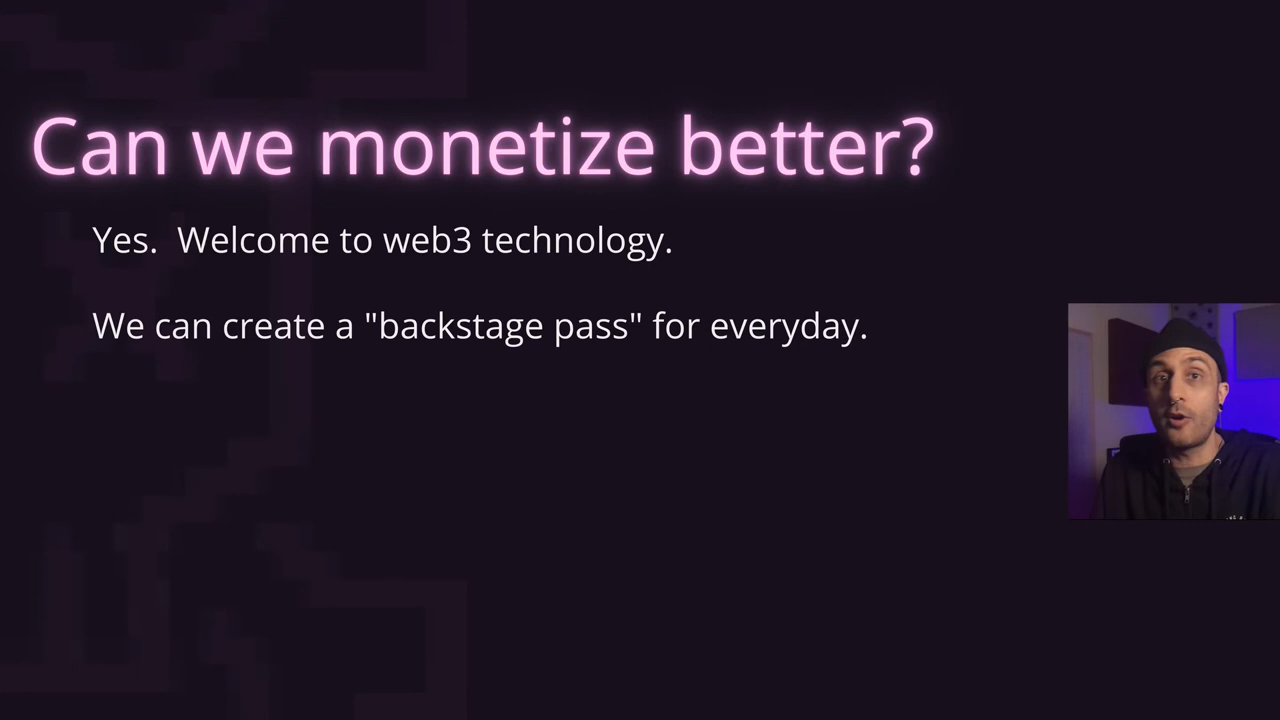 Can we monetize better?
Yes.  Welcome to web3 technology.
We can create a "backstage pass" for everyday.